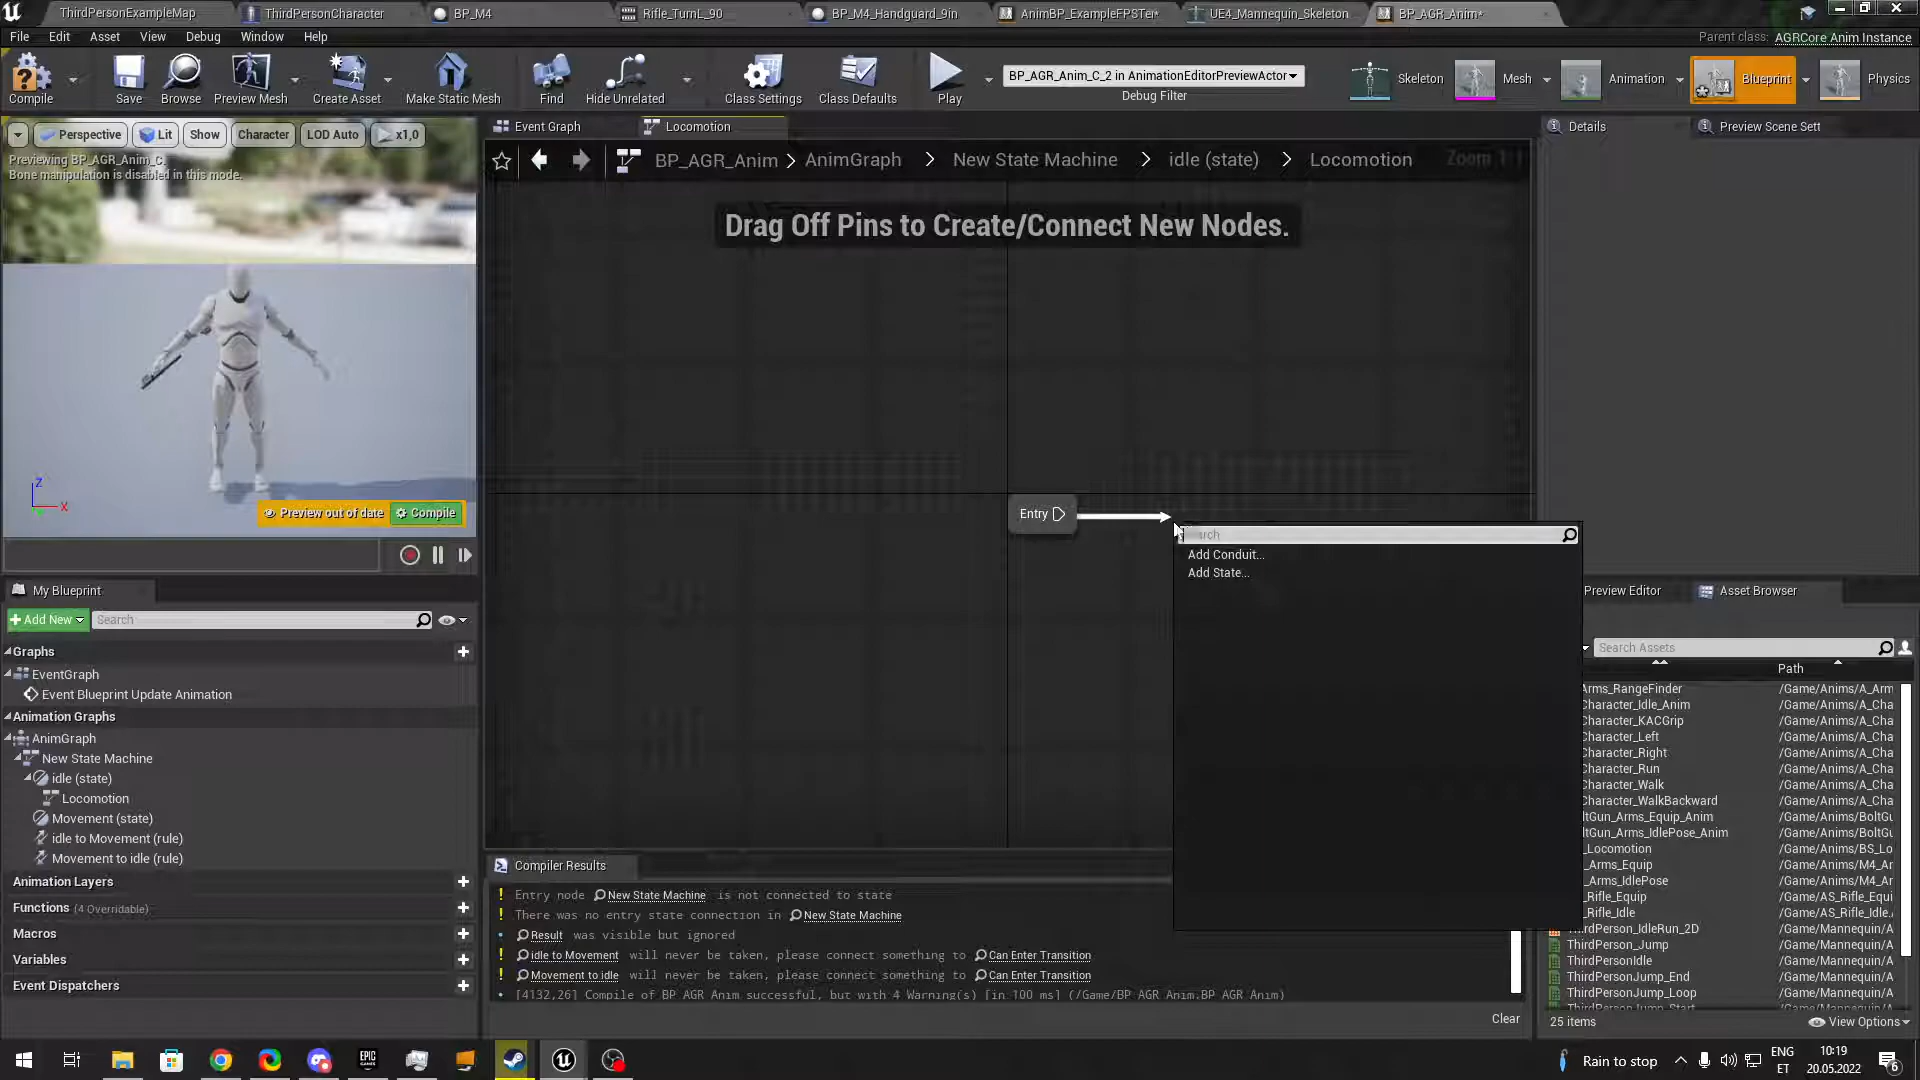 ThirdPersonExampleMap
ThirdPersonCharacter
BP_M4
Rifle_TurnL_90
BP_M4_Handguard_9in
AnimBP_ExampleFPSTer*
UE4_Mannequin_Skeleton
BP_AGR_Anim*
File Edit Asset View Debug Window Help
Parent class: AGRCore Anim Instance
Compile
Save
Browse
Preview Mesh
Create Asset
Make Static Mesh
Find
Hide Unrelated
Class Settings
Class Defaults
Play
BP_AGR_Anim_C_2 in AnimationEditorPreviewActor
Debug Filter
Skeleton
Mesh
Animation
Blueprint
Physics
Perspective
Lit
Show
Character
LOD Auto
x1,0
Previewing BP_AGR_Anim_C.
Bone manipulation is disabled in this mode.
Z
X
Preview out of date
Compile
Event Graph
Locomotion
BP_AGR_Anim > AnimGraph > New State Machine > idle (state) > Locomotion
Zoom 1:1
Drag Off Pins to Create/Connect New Nodes.
Entry
Add Conduit...
Add State...
Details
Preview Scene Sett
My Blueprint
Add New
Search
Graphs
EventGraph
Event Blueprint Update Animation
Animation Graphs
AnimGraph
New State Machine
idle (state)
Locomotion
Movement (state)
idle to Movement (rule)
Movement to idle (rule)
Animation Layers
Functions (4 Overridable)
Macros
Variables
Event Dispatchers
Compiler Results
! Entry node New State Machine is not connected to state
! There was no entry state connection in New State Machine
• Result was visible but ignored
! idle to Movement will never be taken, please connect something to Can Enter Transition
! Movement to idle will never be taken, please connect something to Can Enter Transition
• [4132,26] Compile of BP_AGR_Anim successful, but with 4 Warning(s) [in 100 ms] (/Game/BP_AGR_Anim.BP_AGR_Anim)
Clear
Preview Editor
Asset Browser
Search Assets
Path
Arms_RangeFinder /Game/Anims/A_Arm
Character_Idle_Anim /Game/Anims/A_Cha
Character_KACGrip /Game/Anims/A_Cha
Character_Left /Game/Anims/A_Cha
Character_Right /Game/Anims/A_Cha
Character_Run /Game/Anims/A_Cha
Character_Walk /Game/Anims/A_Cha
Character_WalkBackward /Game/Anims/A_Cha
ltGun_Arms_Equip_Anim /Game/Anims/BoltGu
ltGun_Arms_IdlePose_Anim /Game/Anims/BoltGu
_Locomotion /Game/Anims/BS_Lo
_Arms_Equip /Game/Anims/M4_Ar
_Arms_IdlePose /Game/Anims/M4_Ar
_Rifle_Equip /Game/AS_Rifle_Equi
_Rifle_Idle /Game/AS_Rifle_Idle.
hirdPerson_IdleRun_2D /Game/Mannequin/A
ThirdPerson_Jump /Game/Mannequin/A
ThirdPersonIdle /Game/Mannequin/A
ThirdPersonJump_End /Game/Mannequin/A
ThirdPersonJump_Loop /Game/Mannequin/A
ThirdPersonJump_Start /Game/Mannequin/A
25 items
View Options
EPIC GAMES
Rain to stop
ENG
ET
10:19
20.05.2022
6